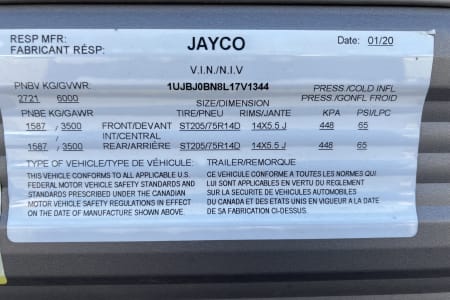 RESP MFR: JAYCO Date: 01/20
FABRICANT RÉSP:
V.I.N./N.I.V
PNBV KG/GVWR: 1UJBJ0BN8L17V1344 PRESS./COLD INFL
2721 6000 SIZE/DIMENSION PRESS./GONFL FROID
PNBE KG/GAWR TIRE/PNEU RIMS/JANTE KPA PSI/LPC
1587 / 3500 FRONT/DEVANT ST205/75R14D 14X5.5 J 448 65
INT/CENTRAL
1587 / 3500 REAR/ARRIÈRE ST205/75R14D 14X5.5 J 448 65
TYPE OF VEHICLE/TYPE DE VÉHICULE: TRAILER/REMORQUE
THIS VEHICLE CONFORMS TO ALL APPLICABLE U.S.
FEDERAL MOTOR VEHICLE SAFETY STANDARDS AND
STANDARDS PRESCRIBED UNDER THE CANADIAN
MOTOR VEHICLE SAFETY REGULATIONS IN EFFECT
ON THE DATE OF MANUFACTURE SHOWN ABOVE.
CE VÉHICULE CONFORME A TOUTES LES NORMES QUI
LUI SONT APPLICABLES EN VERTU DU REGLEMENT
SUR LA SECURITE DE VEHICULES AUTOMOBILES
DU CANADA ET DES ETATS UNIS EN VIGUEUR A LA DATE
DE SA FABRICATION CI-DESSUS.